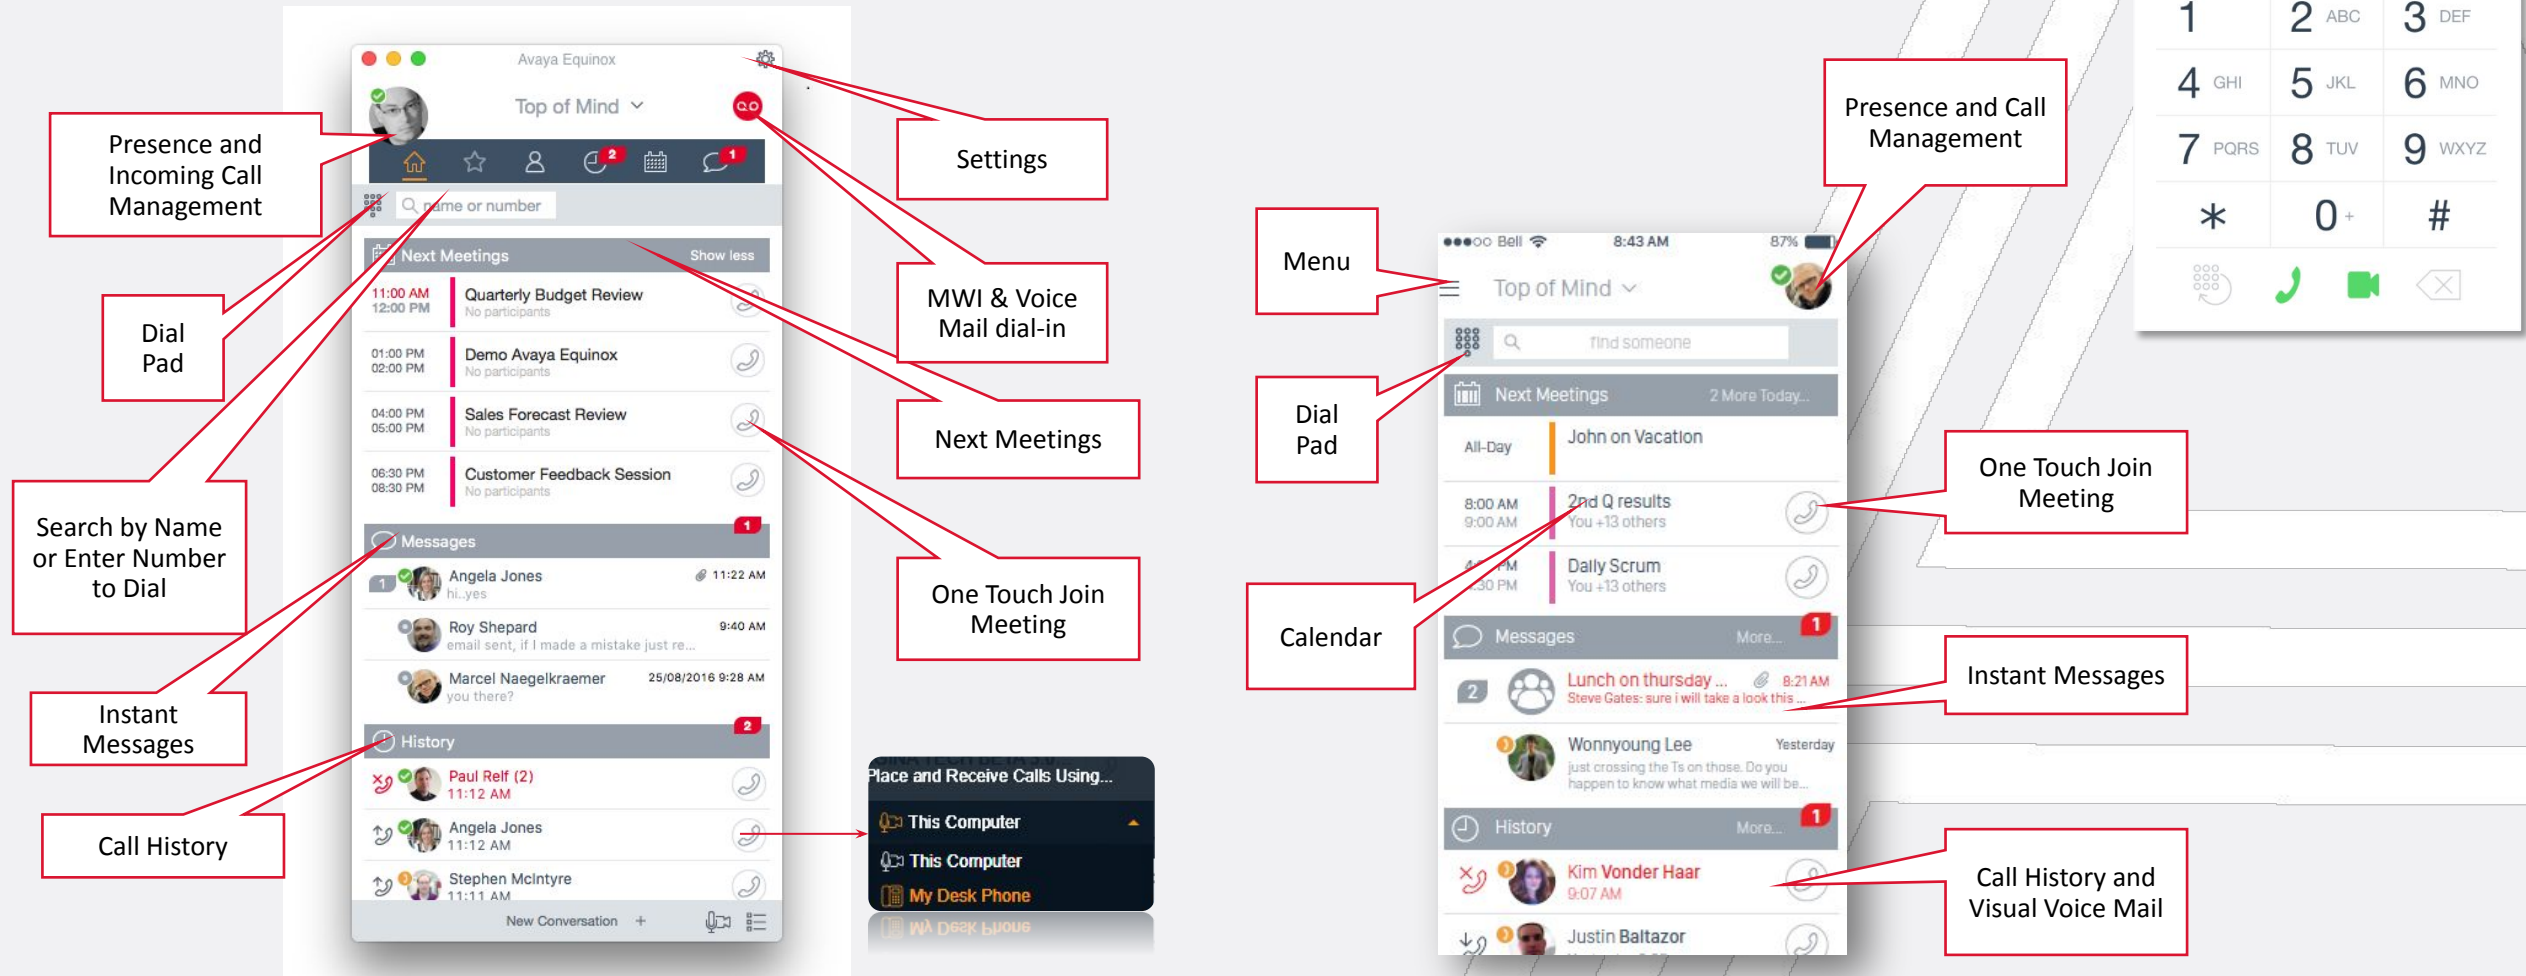 Avaya Equinox
Top of Mind
2
1
name or number
Next Meetings
Show less
11:00 AM
12:00 PM
Quarterly Budget Review
No participants
01:00 PM
02:00 PM
Demo Avaya Equinox
No participants
04:00 PM
05:00 PM
Sales Forecast Review
No participants
06:30 PM
08:30 PM
Customer Feedback Session
No participants
Messages
1
1
Angela Jones
11:22 AM
hi..yes
Roy Shepard
9:40 AM
email sent, if I made a mistake just re...
Marcel Naegelkraemer
25/08/2016 9:28 AM
you there?
History
2
Paul Relf (2)
11:12 AM
Angela Jones
11:12 AM
Stephen McIntyre
11:11 AM
New Conversation +
Presence and
Incoming Call
Management
Dial
Pad
Search by Name
or Enter Number
to Dial
Instant
Messages
Call History
Settings
MWI & Voice
Mail dial-in
Next Meetings
One Touch Join
Meeting
Place and Receive Calls Using...
This Computer
This Computer
My Desk Phone
Menu
Dial
Pad
Calendar
Presence and Call
Management
One Touch Join
Meeting
Instant Messages
Call History and
Visual Voice Mail
Bell
8:43 AM
87%
Top of Mind
find someone
Next Meetings
2 More Today...
All-Day
John on Vacation
8:00 AM
9:00 AM
2nd Q results
You +13 others
PM
30 PM
Daily Scrum
You +13 others
Messages
More...
1
2
Lunch on thursday ...
8:21 AM
Steve Gates: sure i will take a look this ...
Wonnyoung Lee
Yesterday
just crossing the Ts on those. Do you
happen to know what media we will be...
History
More...
1
Kim Vonder Haar
9:07 AM
Justin Baltazor
1
2 ABC
3 DEF
4 GHI
5 JKL
6 MNO
7 PQRS
8 TUV
9 WXYZ
*
0 +
#